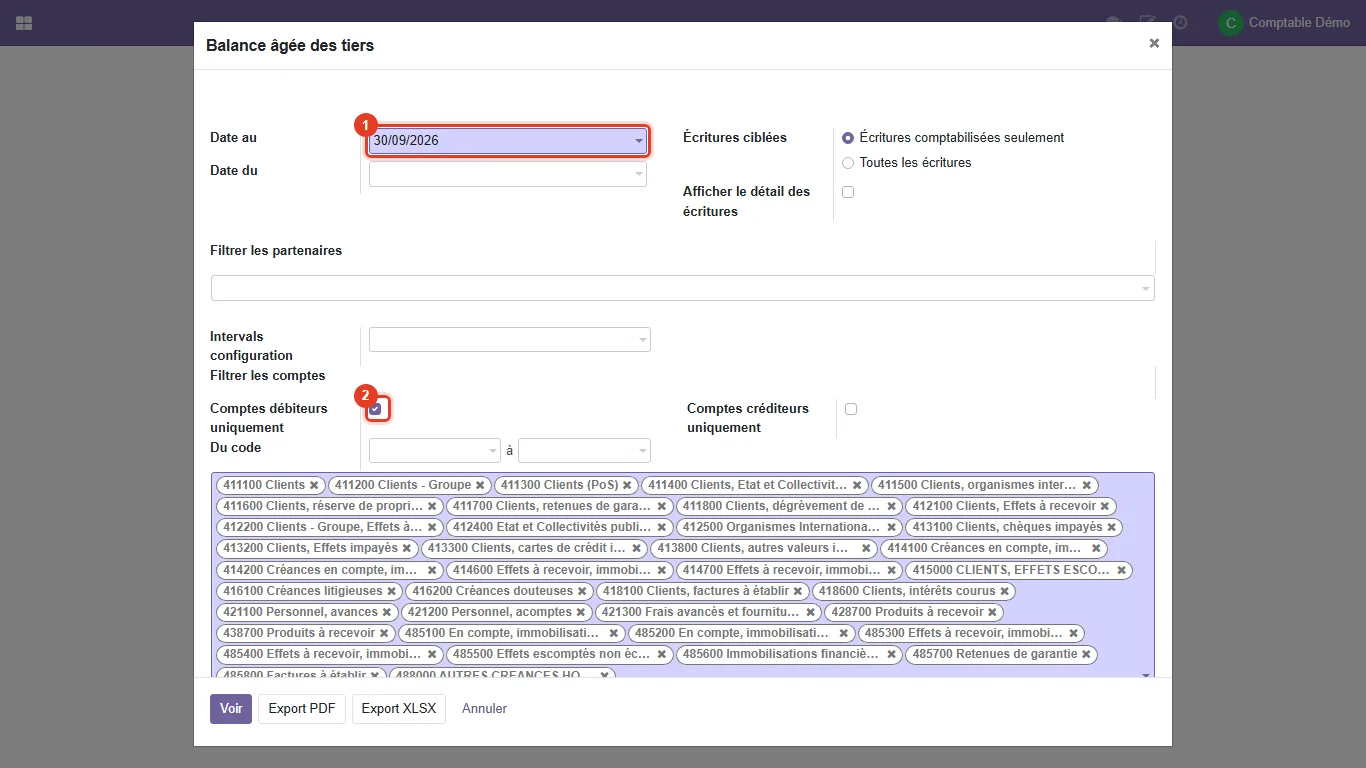 C Comptable Démo
Balance âgée des tiers ×
1
Date au 30/09/2026 Écritures ciblées Écritures comptabilisées seulement
Date du Toutes les écritures
Afficher le détail des
écritures
Filtrer les partenaires
Intervals
configuration
Filtrer les comptes
2
Comptes débiteurs Comptes créditeurs
uniquement uniquement
Du code à
411100 Clients 411200 Clients - Groupe 411300 Clients (PoS) 411400 Clients, Etat et Collectivit... 411500 Clients, organismes inter...
411600 Clients, réserve de propri... 411700 Clients, retenues de gara... 411800 Clients, dégrèvement de ... 412100 Clients, Effets à recevoir
412200 Clients - Groupe, Effets à... 412400 Etat et Collectivités publi... 412500 Organismes Internationa... 413100 Clients, chèques impayés
413200 Clients, Effets impayés 413300 Clients, cartes de crédit i... 413800 Clients, autres valeurs i... 414100 Créances en compte, im...
414200 Créances en compte, im... 414600 Effets à recevoir, immobi... 414700 Effets à recevoir, immobi... 415000 CLIENTS, EFFETS ESCO...
416100 Créances litigieuses 416200 Créances douteuses 418100 Clients, factures à établir 418600 Clients, intérêts courus
421100 Personnel, avances 421200 Personnel, acomptes 421300 Frais avancés et fournitu... 428700 Produits à recevoir
438700 Produits à recevoir 485100 En compte, immobilisati... 485200 En compte, immobilisati... 485300 Effets à recevoir, immobi...
485400 Effets à recevoir, immobi... 485500 Effets escomptés non éc... 485600 Immobilisations financiè... 485700 Retenues de garantie
485800 Factures à établir 488000 AUTRES CREANCES HO...
Voir Export PDF Export XLSX Annuler